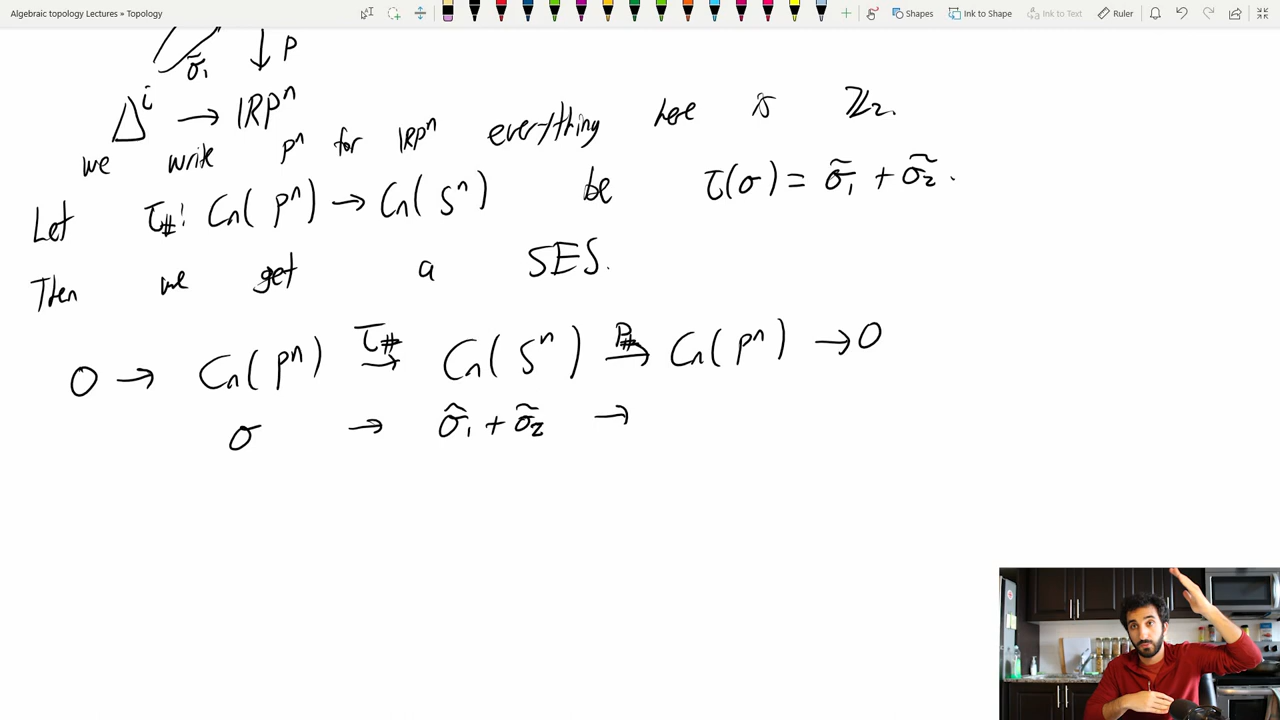 Algebraic topology Lectures » Topology
Shapes Ink to Shape Ink to Text Ruler
σ̃₁ ↓ P
Δⁱ → RPⁿ
we write Pⁿ for RPⁿ everything here is ℤ₂.
Let τ#: Cn(Pⁿ) → Cn(Sⁿ) be τ(σ) = σ̃₁ + σ̃₂.
Then we get a SES.
0 → Cn(Pⁿ) τ# → Cn(Sⁿ) P# → Cn(Pⁿ) → 0
σ → σ̂₁ + σ̃₂ →